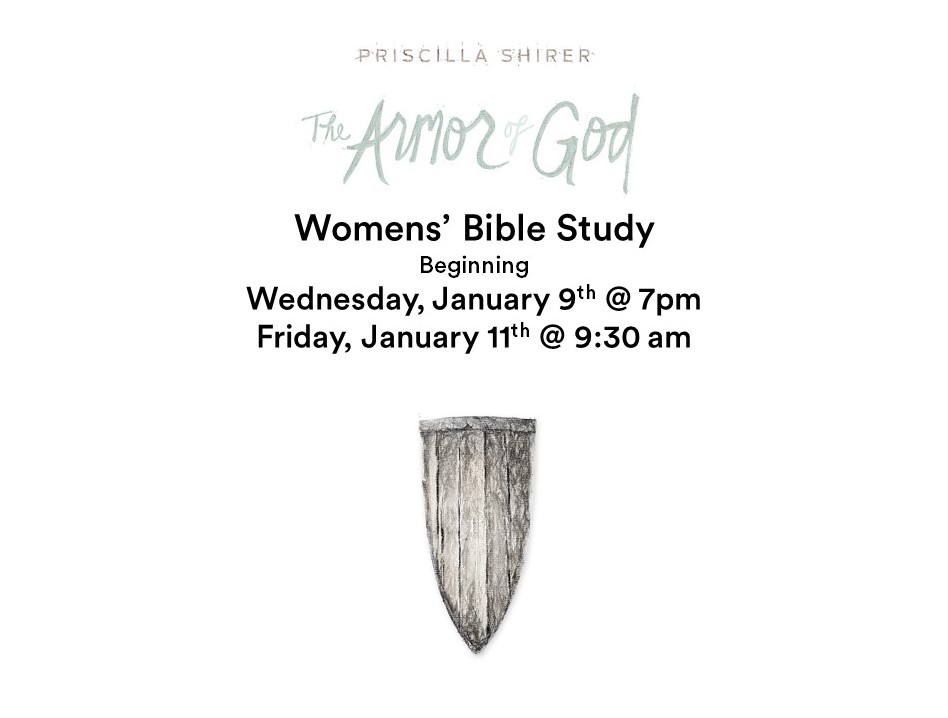 PRISCILLA SHIRER
The Armor of God
Womens’ Bible Study
Beginning
Wednesday, January 9th @ 7pm
Friday, January 11th @ 9:30 am